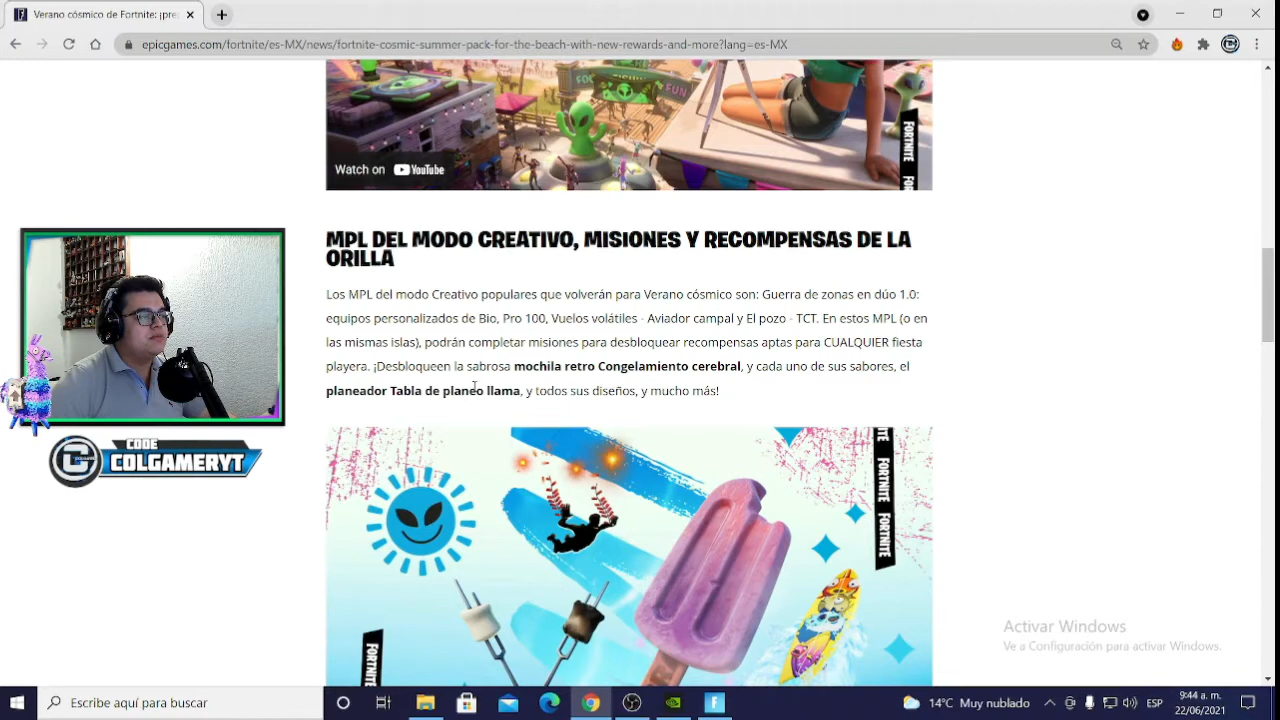 Verano cósmico de Fortnite: ¡pre
epicgames.com/fortnite/es-MX/news/fortnite-cosmic-summer-pack-for-the-beach-with-new-rewards-and-more?lang=es-MX
FUN
FORTNITE
Watch on YouTube
MPL DEL MODO CREATIVO, MISIONES Y RECOMPENSAS DE LA
ORILLA
Los MPL del modo Creativo populares que volverán para Verano cósmico son: Guerra de zonas en dúo 1.0:
equipos personalizados de Bio, Pro 100, Vuelos volátiles - Aviador campal y El pozo - TCT. En estos MPL (o en
las mismas islas), podrán completar misiones para desbloquear recompensas aptas para CUALQUIER fiesta
playera. ¡Desbloqueen la sabrosa mochila retro Congelamiento cerebral, y cada uno de sus sabores, el
planeador Tabla de planeo llama, y todos sus diseños, y mucho más!
CODE
COLGAMERYT
FORTNITE
FORTNITE
Activar Windows
Ve a Configuración para activar Windows.
Escribe aquí para buscar
14°C Muy nublado
ESP
9:44 a. m.
22/06/2021